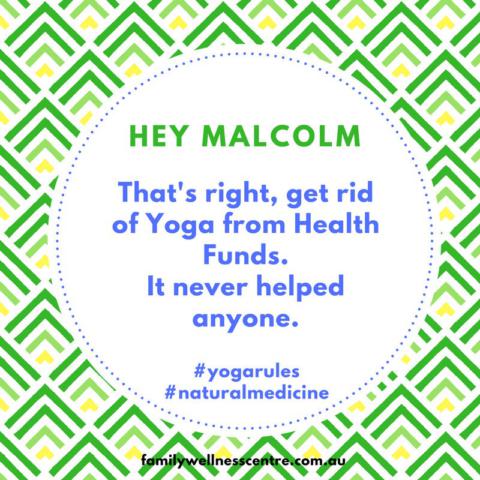 HEY MALCOLM
That's right, get rid
of Yoga from Health
Funds.
It never helped
anyone.
#yogarules
#naturalmedicine
familywellnesscentre.com.au